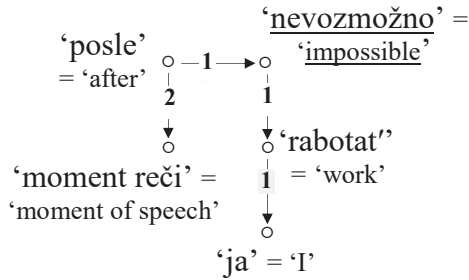 ‘nevozmožno’ =
‘impossible’
‘posle’
= ‘after’
1
2
1
‘rabotat′’
= ‘work’
‘moment reči’ =
‘moment of speech’
1
‘ja’ = ‘I’